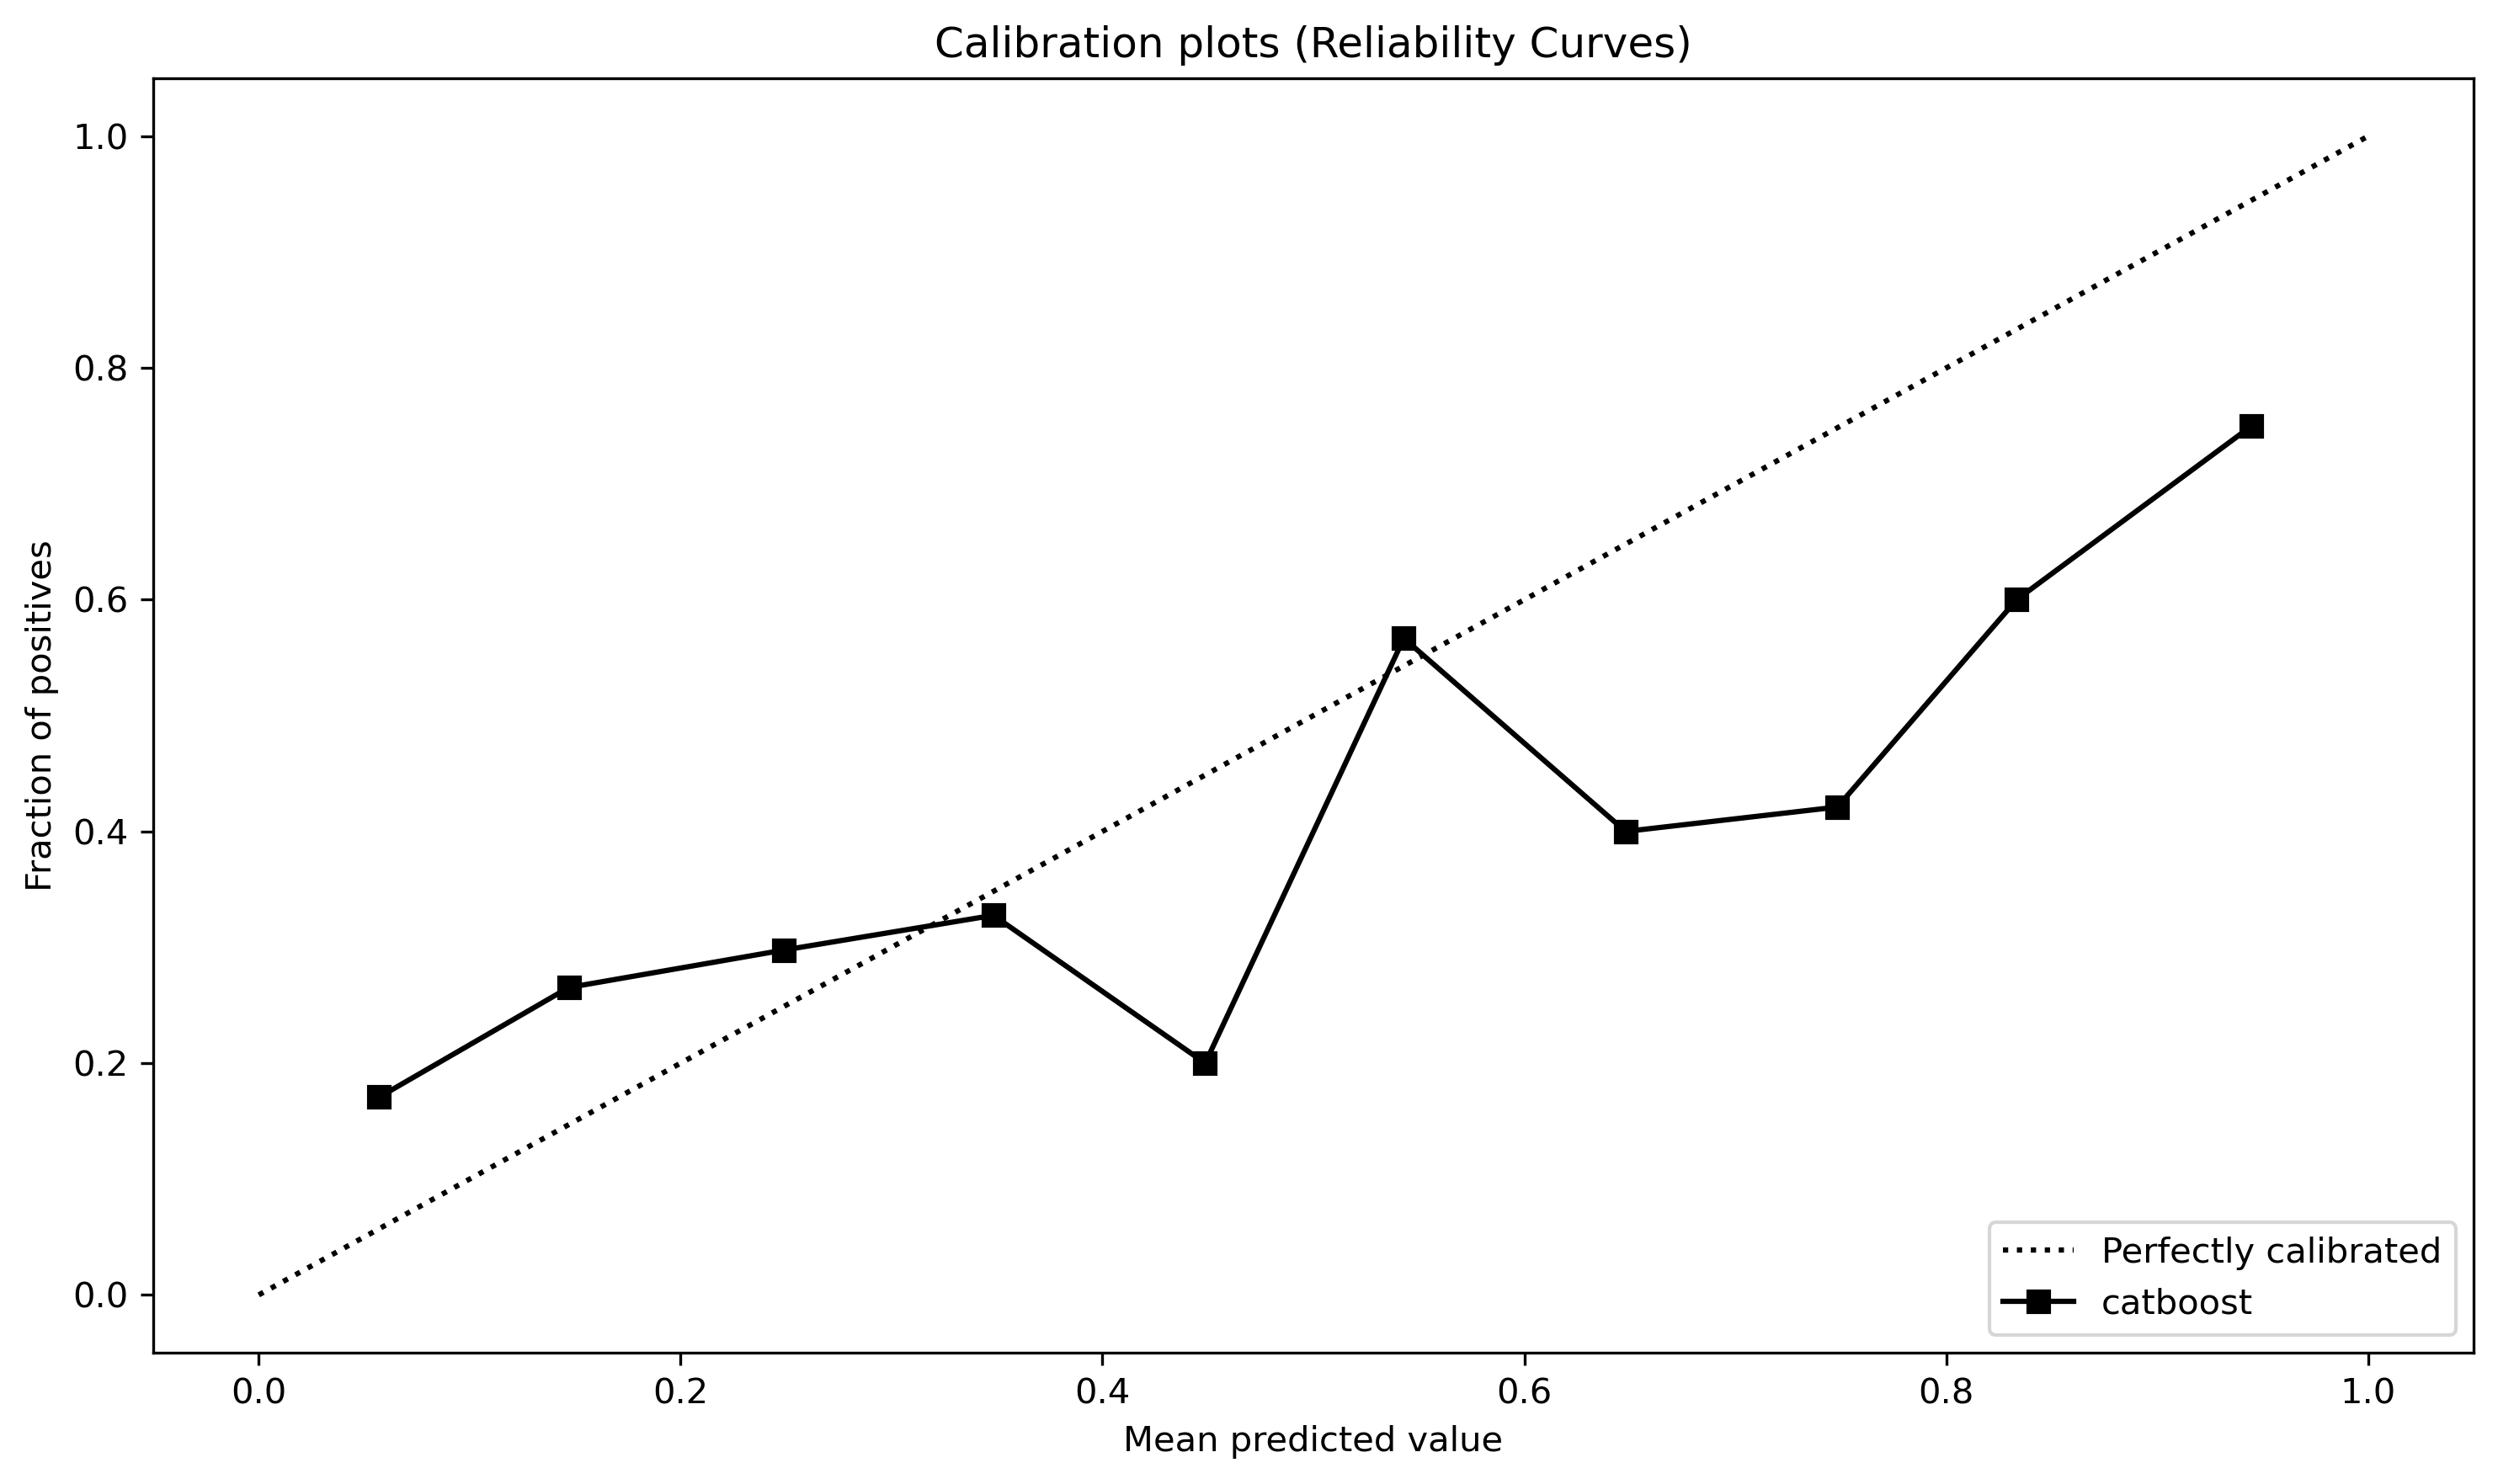 Calibration plots (Reliability Curves)
1.0
0.8
0.6
0.4
0.2
0.0
Fraction of positives
Perfectly calibrated
catboost
0.0 0.2 0.4 0.6 0.8 1.0
Mean predicted value